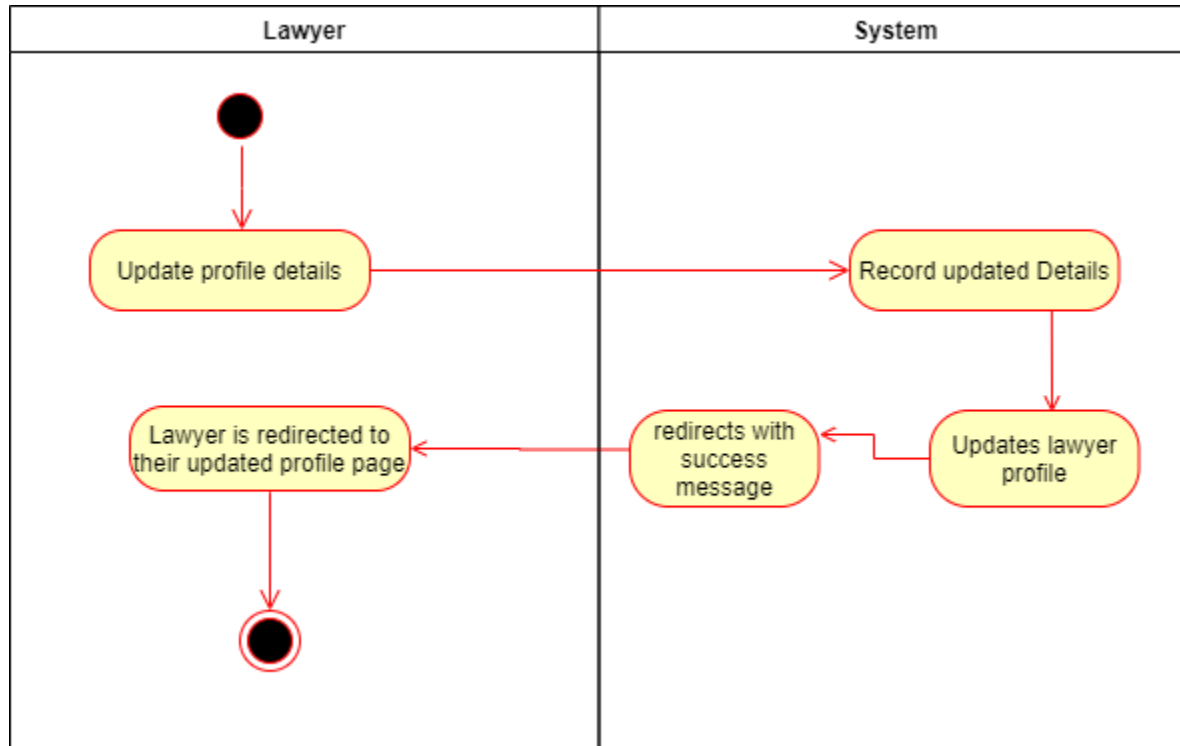 Lawyer
System
Update profile details
Record updated Details
Lawyer is redirected to
their updated profile page
redirects with
success
message
Updates lawyer
profile